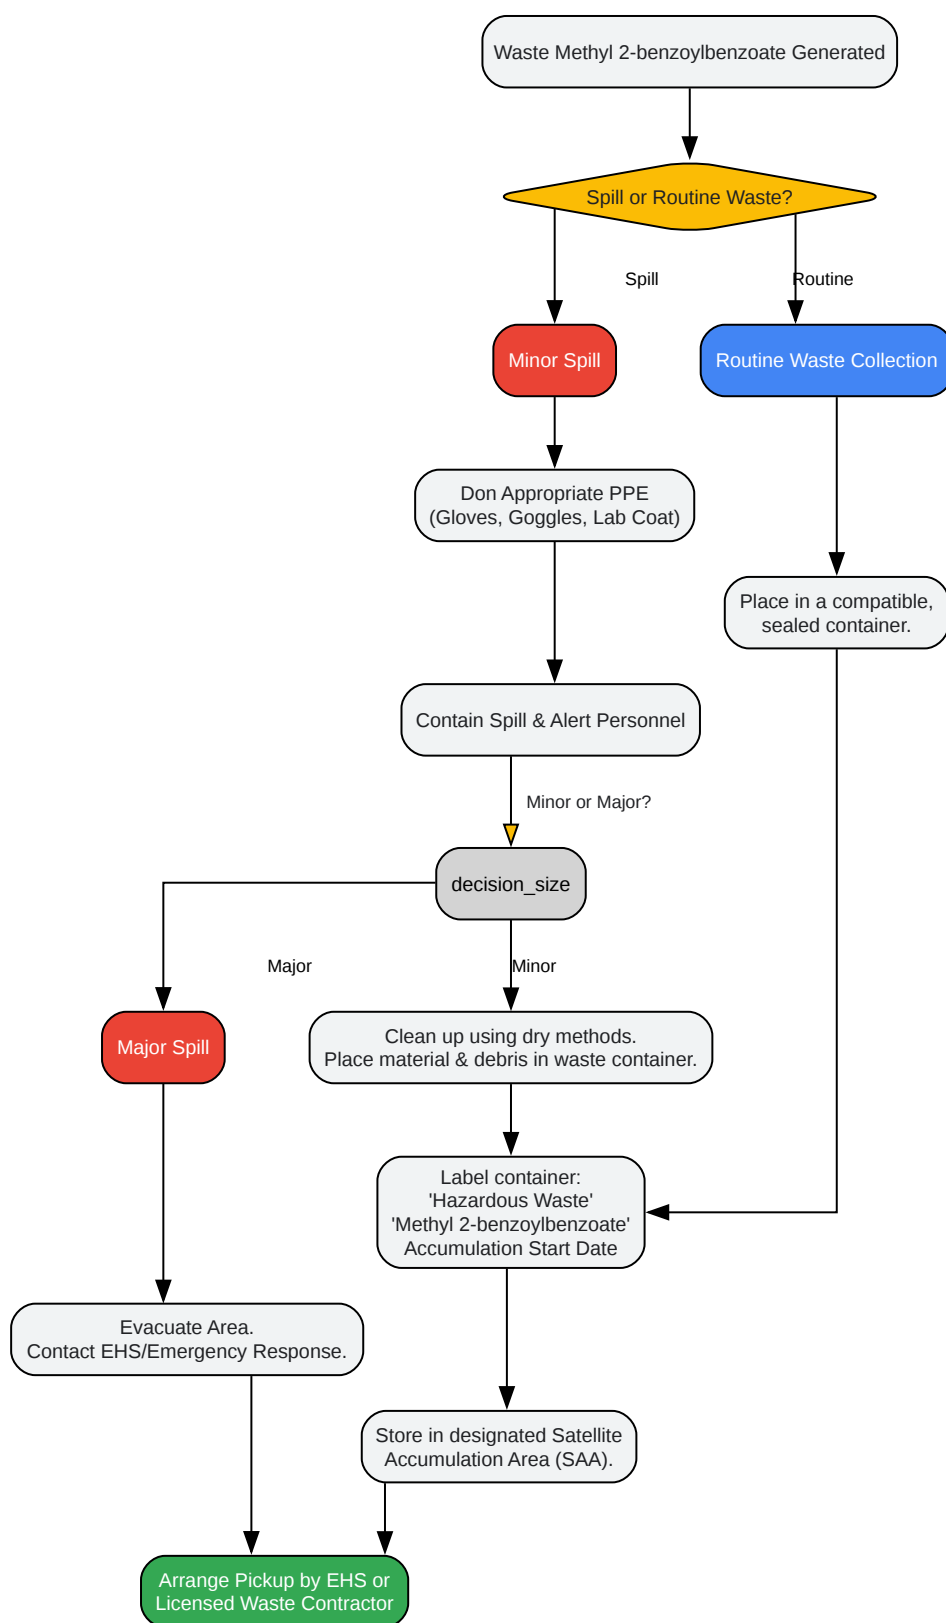 Waste Methyl 2-benzoylbenzoate Generated
Spill or Routine Waste?
Spill
Routine
Minor Spill
Routine Waste Collection
Don Appropriate PPE
(Gloves, Goggles, Lab Coat)
Place in a compatible,
sealed container.
Contain Spill & Alert Personnel
Minor or Major?
decision_size
Major
Minor
Major Spill
Clean up using dry methods.
Place material & debris in waste container.
Label container:
'Hazardous Waste'
'Methyl 2-benzoylbenzoate'
Accumulation Start Date
Evacuate Area.
Contact EHS/Emergency Response.
Store in designated Satellite
Accumulation Area (SAA).
Arrange Pickup by EHS or
Licensed Waste Contractor